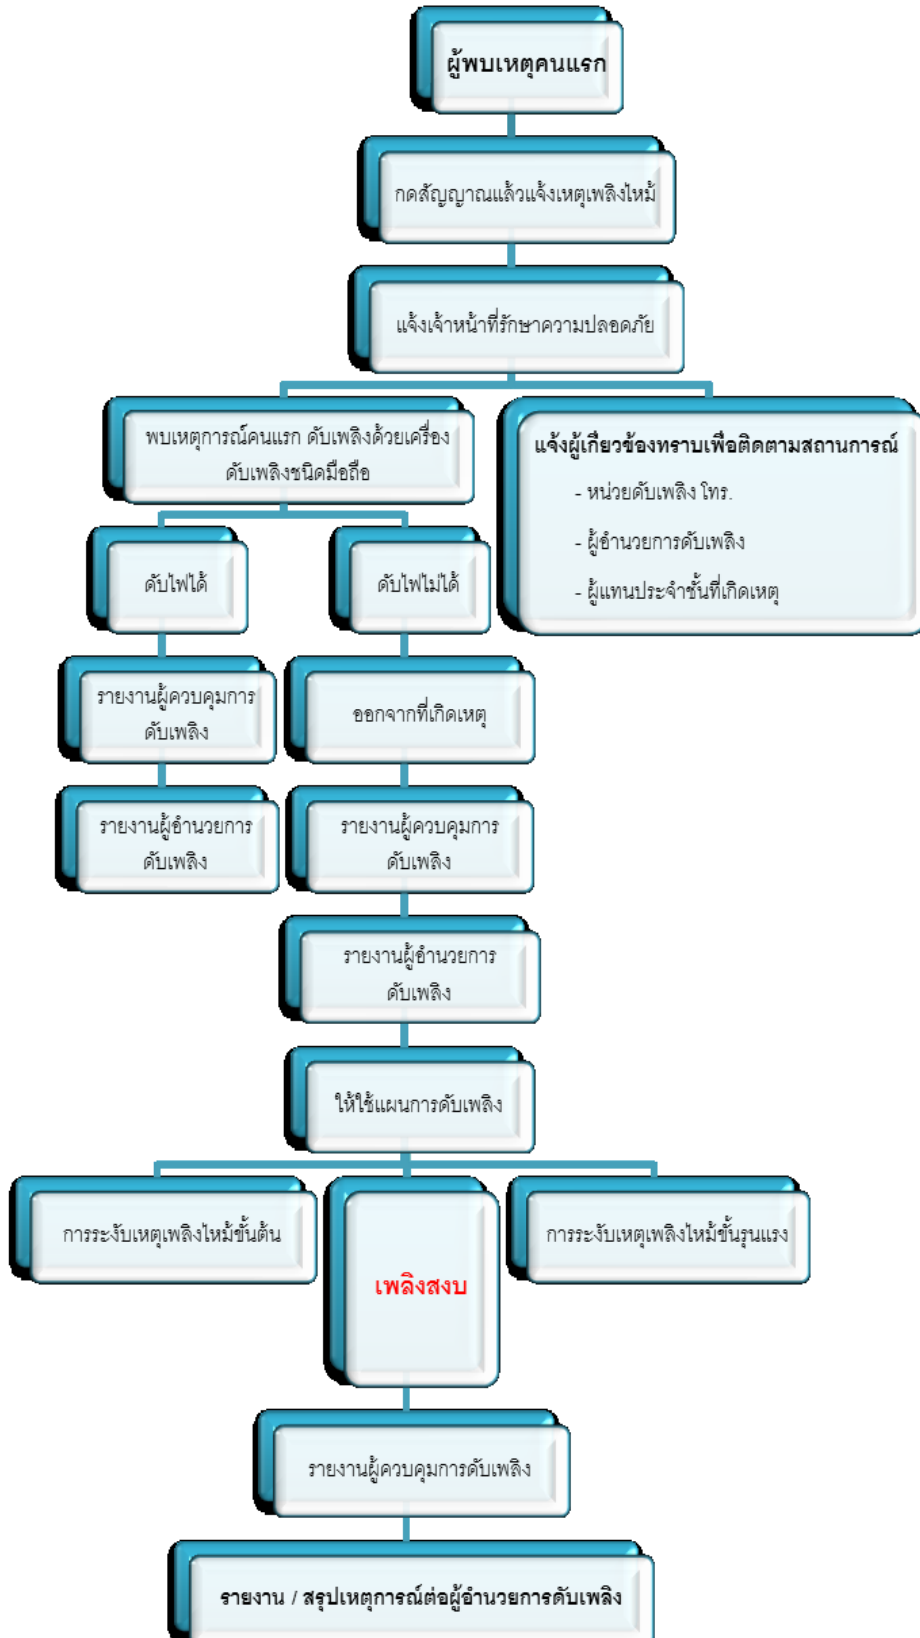 ผู้พบเหตุคนแรก
กดสัญญาณแล้วแจ้งเหตุเพลิงไหม้
แจ้งเจ้าหน้าที่รักษาความปลอดภัย
พบเหตุการณ์คนแรก ดับเพลิงด้วยเครื่อง
ดับเพลิงชนิดมือถือ
แจ้งผู้เกี่ยวข้องทราบเพื่อติดตามสถานการณ์
- หน่วยดับเพลิง โทร.
- ผู้อำนวยการดับเพลิง
- ผู้แทนประจำชั้นที่เกิดเหตุ
ดับไฟได้
ดับไฟไม่ได้
รายงานผู้ควบคุมการ
ดับเพลิง
ออกจากที่เกิดเหตุ
รายงานผู้อำนวยการ
ดับเพลิง
รายงานผู้ควบคุมการ
ดับเพลิง
รายงานผู้อำนวยการ
ดับเพลิง
ให้ใช้แผนการดับเพลิง
การระงับเหตุเพลิงไหม้ขั้นต้น
เพลิงสงบ
การระงับเหตุเพลิงไหม้ขั้นรุนแรง
รายงานผู้ควบคุมการดับเพลิง
รายงาน / สรุปเหตุการณ์ต่อผู้อำนวยการดับเพลิง